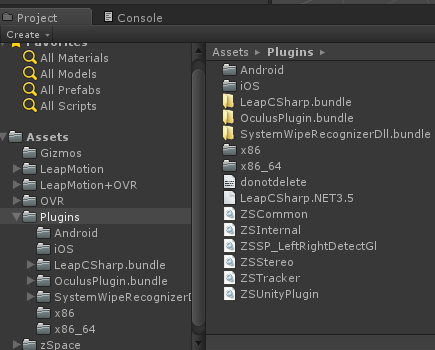 Project
Console
Create
Favorites
All Materials
All Models
All Prefabs
All Scripts
Assets
Gizmos
LeapMotion
LeapMotion+OVR
OVR
Plugins
Android
iOS
LeapCSharp.bundle
OculusPlugin.bundle
SystemWipeRecognizerD
x86
x86_64
zSpace
Assets Plugins
Android
iOS
LeapCSharp.bundle
OculusPlugin.bundle
SystemWipeRecognizerDll.bundle
x86
x86_64
donotdelete
LeapCSharp.NET3.5
ZSCommon
ZSInternal
ZSSP_LeftRightDetectGl
ZSStereo
ZSTracker
ZSUnityPlugin